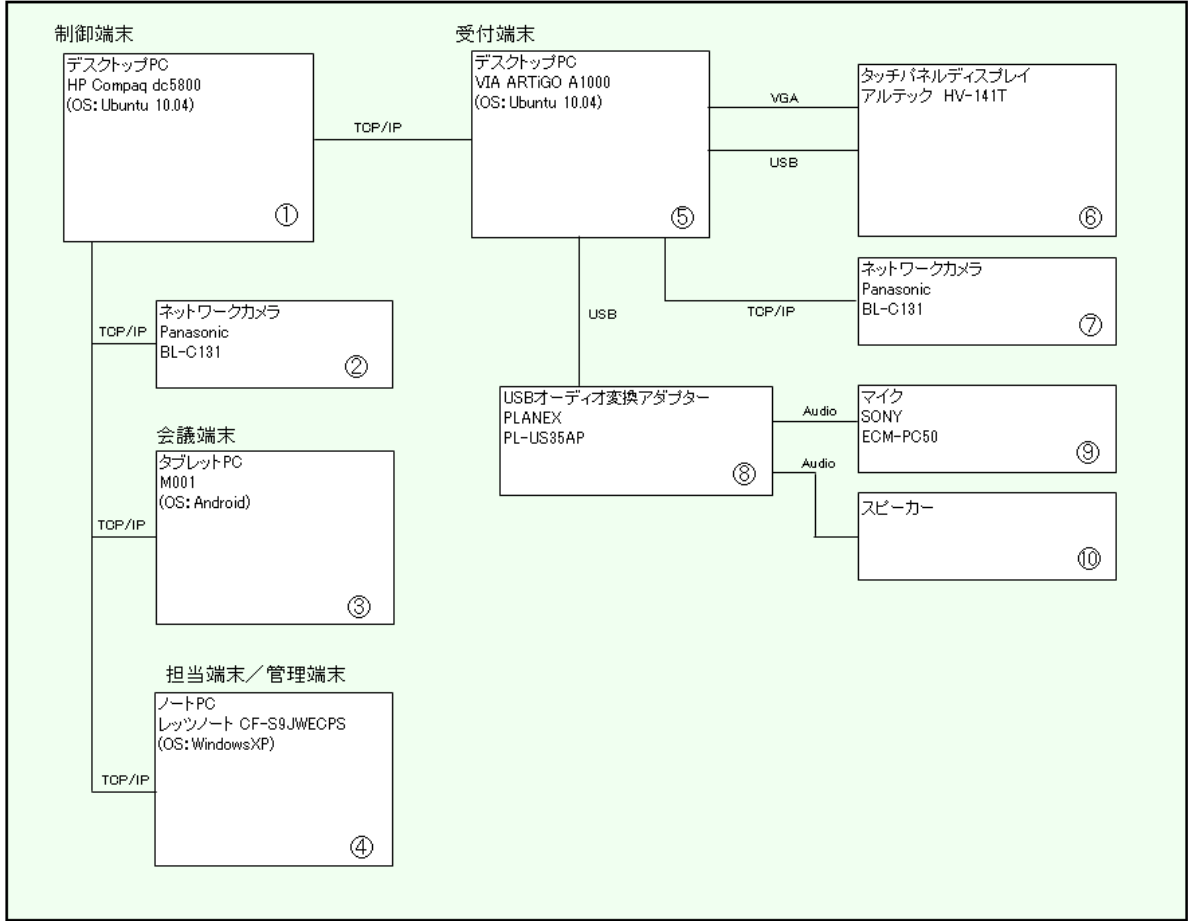 制御端末
デスクトップPC
HP Compaq dc5800
(OS:Ubuntu 10.04)
①
TCP/IP
受付端末
デスクトップPC
VIA ARTiGO A1000
(OS:Ubuntu 10.04)
⑤
VGA
USB
タッチパネルディスプレイ
アルテック HV-141T
⑥
TCP/IP
ネットワークカメラ
Panasonic
BL-C131
②
USB
TCP/IP
ネットワークカメラ
Panasonic
BL-C131
⑦
USBオーディオ変換アダプター
PLANEX
PL-US35AP
⑧
Audio
マイク
SONY
ECM-PC50
⑨
Audio
スピーカー
⑩
会議端末
タブレットPC
M001
(OS:Android)
TCP/IP
③
担当端末／管理端末
ノートPC
レッツノート CF-S9JWECPS
(OS:WindowsXP)
TCP/IP
④